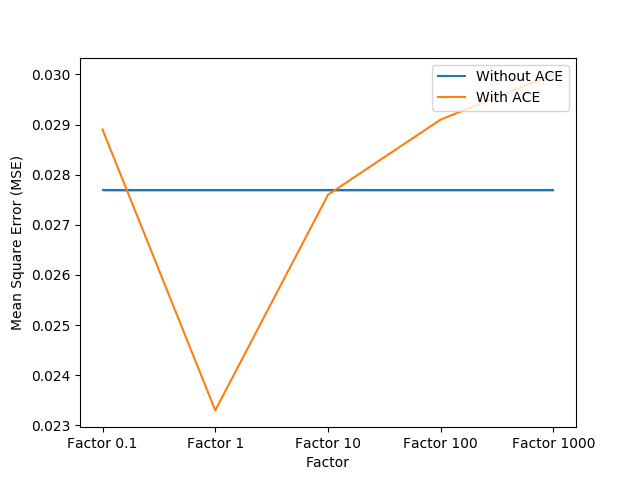 Without ACE
With ACE
0.030
0.029
0.028
0.027
0.026
0.025
0.024
0.023
Mean Square Error (MSE)
Factor 0.1 Factor 1 Factor 10 Factor 100 Factor 1000
Factor